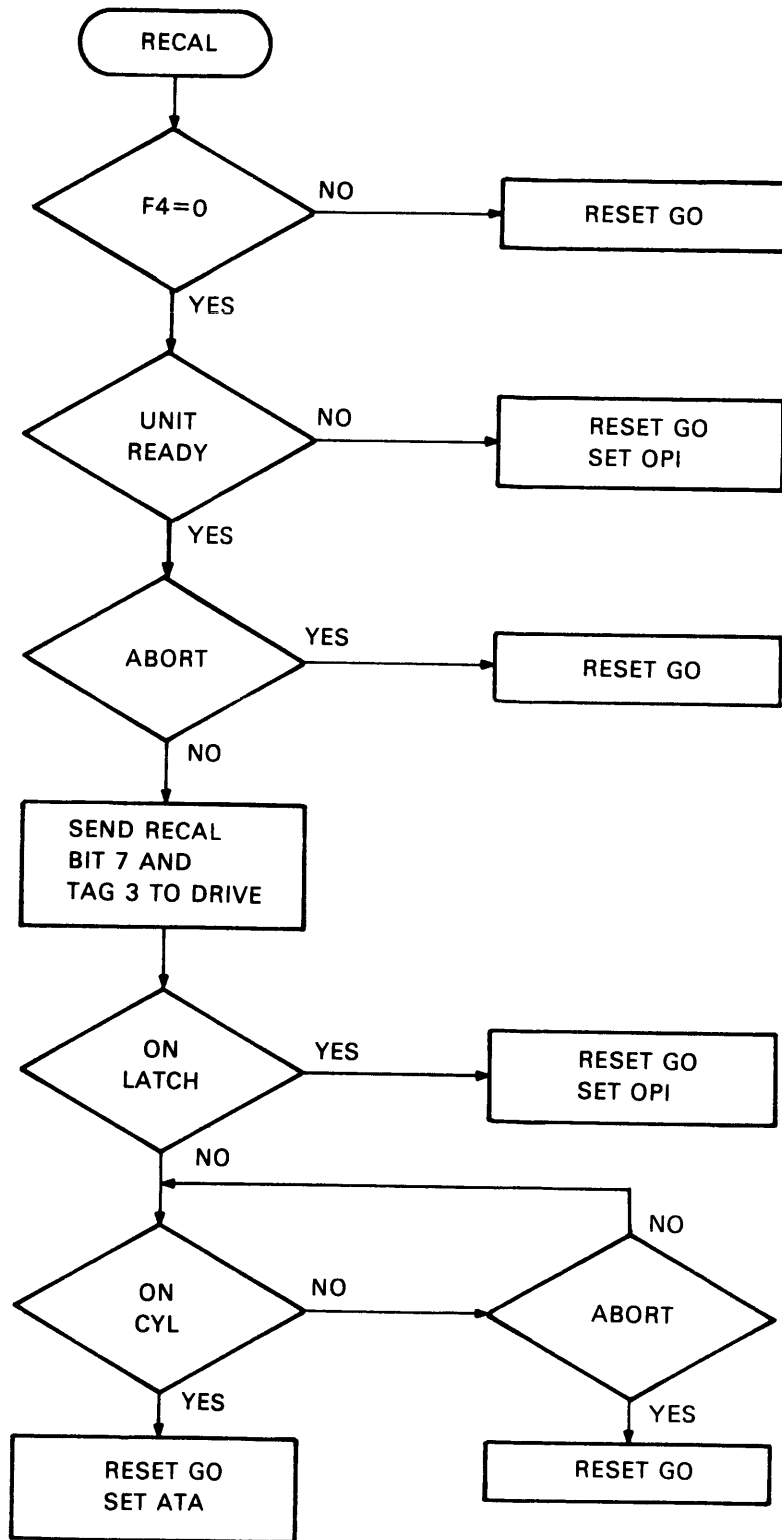 RECAL
F4=0
NO
RESET GO
YES
UNIT
READY
NO
RESET GO
SET OPI
YES
ABORT
YES
RESET GO
NO
SEND RECAL
BIT 7 AND
TAG 3 TO DRIVE
ON
LATCH
YES
RESET GO
SET OPI
NO
ON
CYL
NO
ABORT
NO
YES
RESET GO
SET ATA
YES
RESET GO